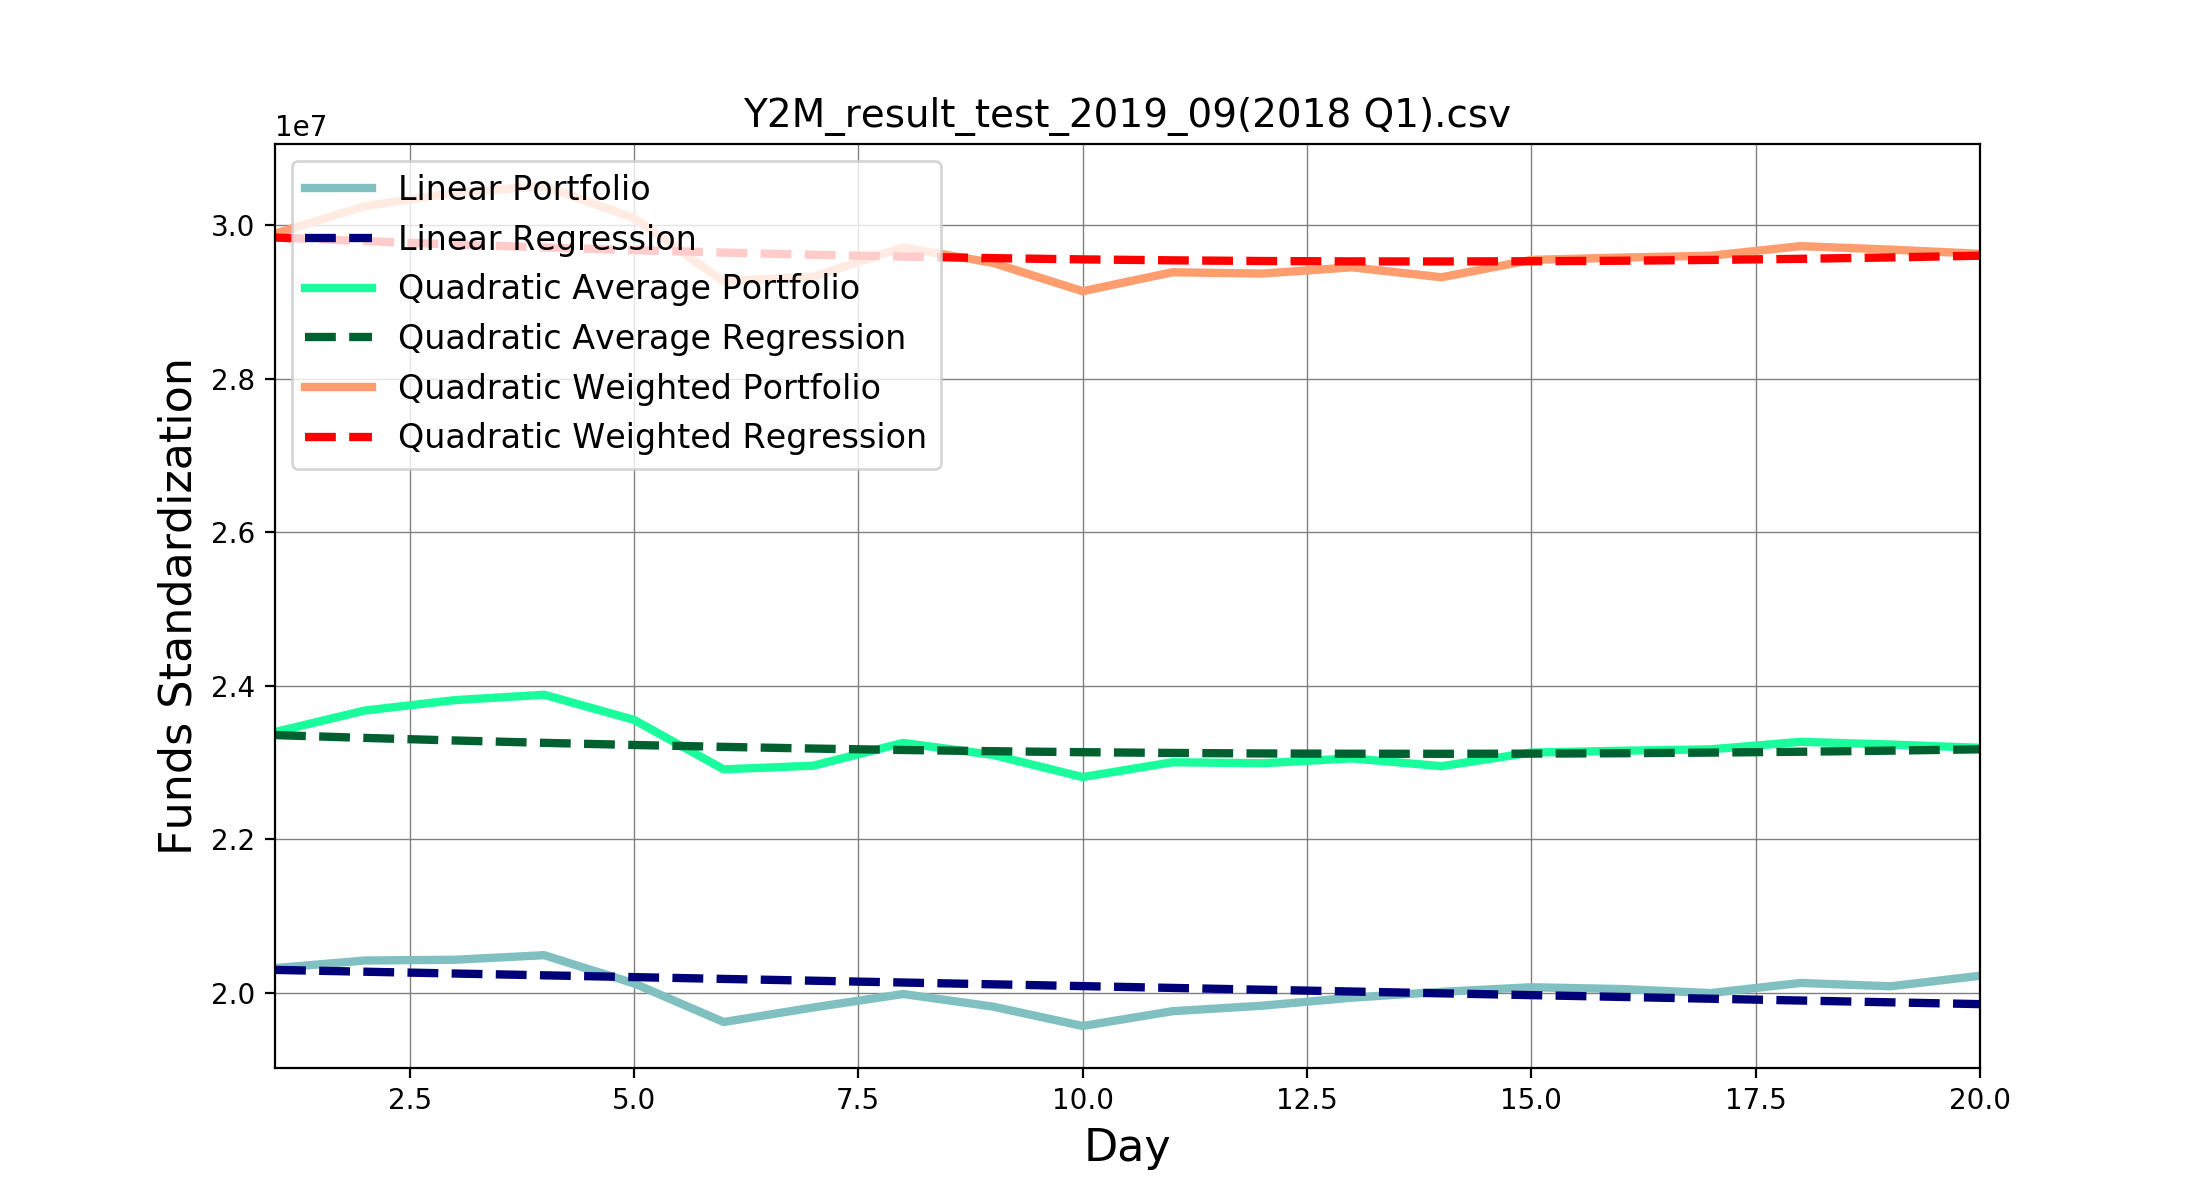 Y2M_result_test_2019_09(2018 Q1).csv
1e7
Linear Portfolio
Linear Regression
Quadratic Average Portfolio
Quadratic Average Regression
Quadratic Weighted Portfolio
Quadratic Weighted Regression
3.0
2.8
2.6
2.4
2.2
2.0
Funds Standardization
2.5 5.0 7.5 10.0 12.5 15.0 17.5 20.0
Day